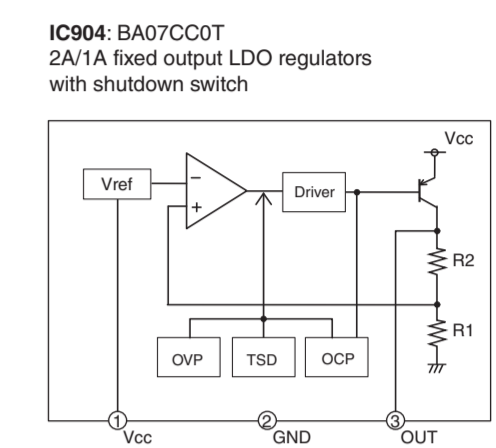 IC904: BA07CC0T
2A/1A fixed output LDO regulators
with shutdown switch
Vcc
Vref
−
+
Driver
R2
R1
OVP
TSD
OCP
1
Vcc
2
GND
3
OUT